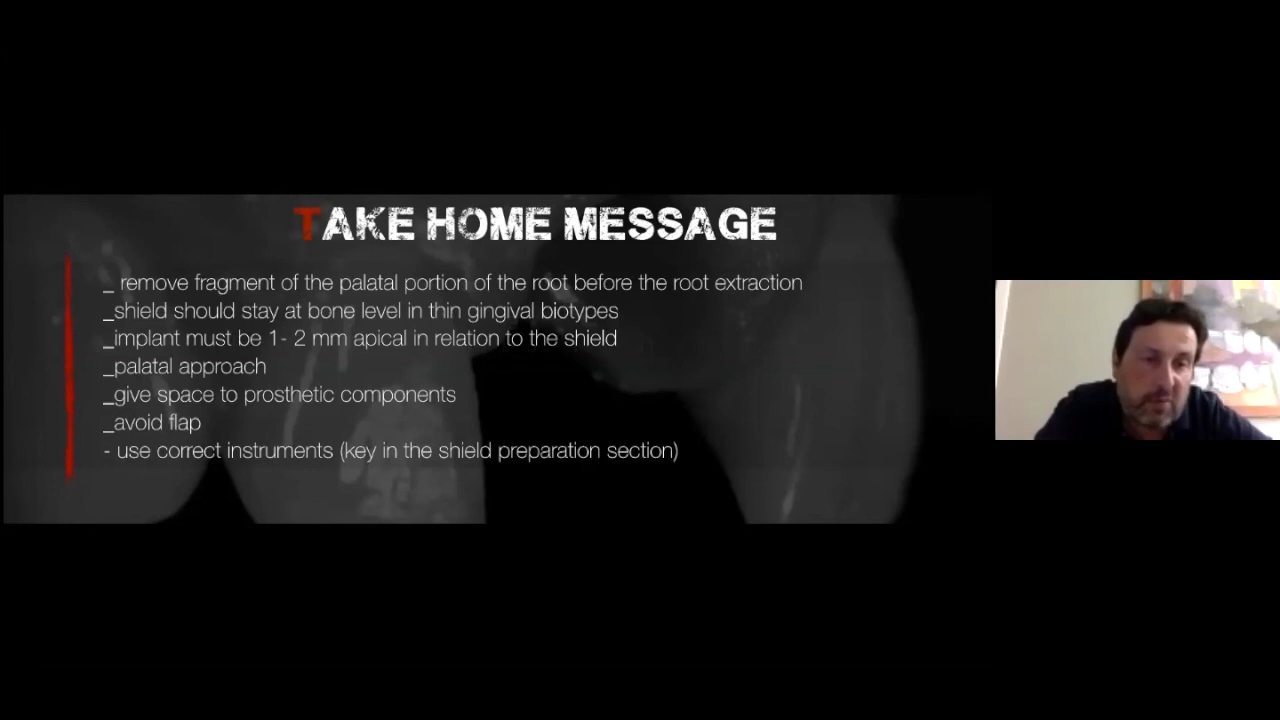 TAKE HOME MESSAGE
_ remove fragment of the palatal portion of the root before the root extraction
_shield should stay at bone level in thin gingival biotypes
_implant must be 1- 2 mm apical in relation to the shield
_palatal approach
_give space to prosthetic components
_avoid flap
- use correct instruments (key in the shield preparation section)